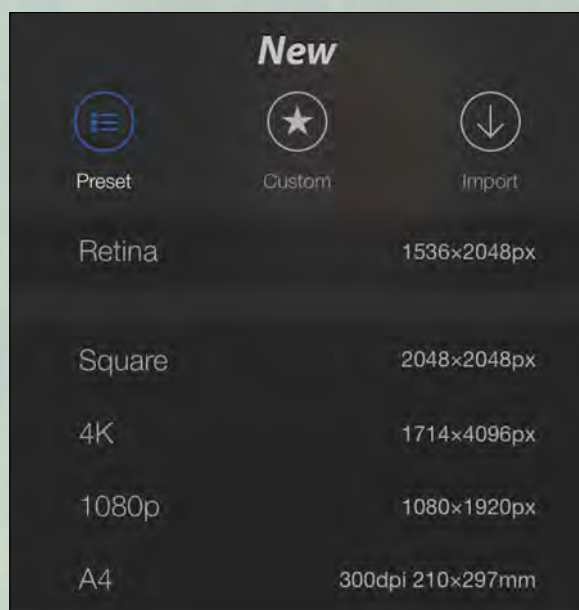 New
Preset Custom Import
Retina 1536×2048px
Square 2048×2048px
4K 1714×4096px
1080p 1080×1920px
A4 300dpi 210×297mm